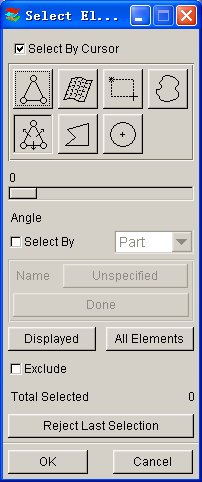 Select El...
Select By Cursor
0
Angle
Select By Part
Name Unspecified
Done
Displayed All Elements
Exclude
Total Selected 0
Reject Last Selection
OK Cancel